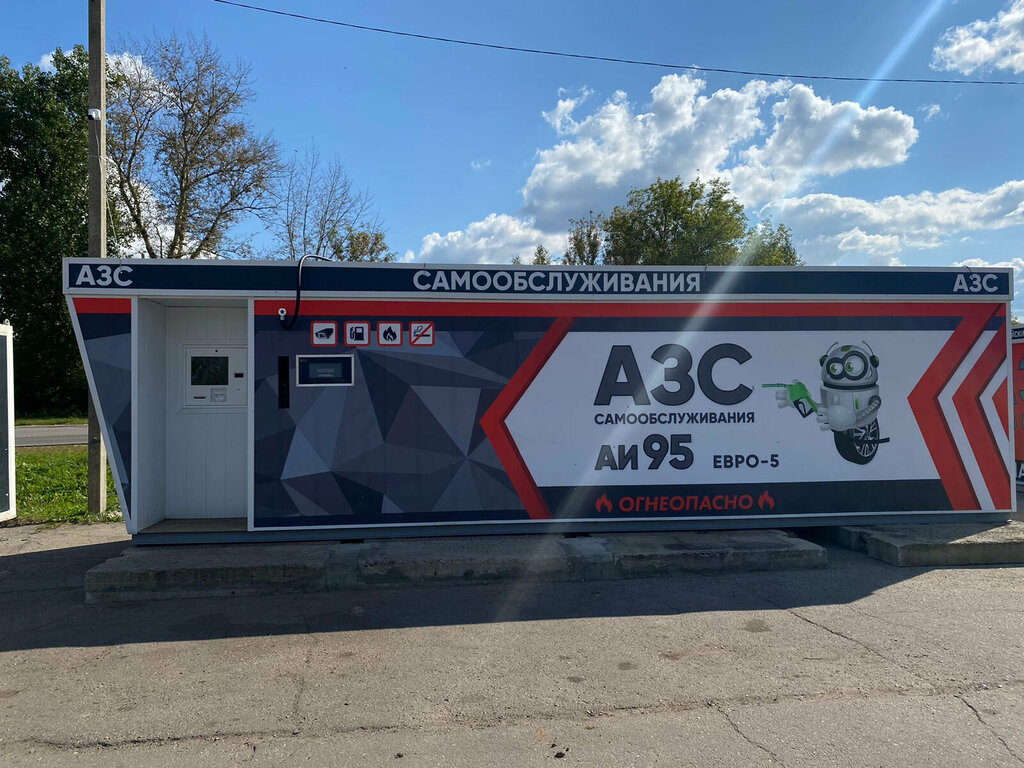 АЗС САМООБСЛУЖИВАНИЯ АЗС
АЗС
САМООБСЛУЖИВАНИЯ
АИ 95 ЕВРО-5
ОГНЕОПАСНО